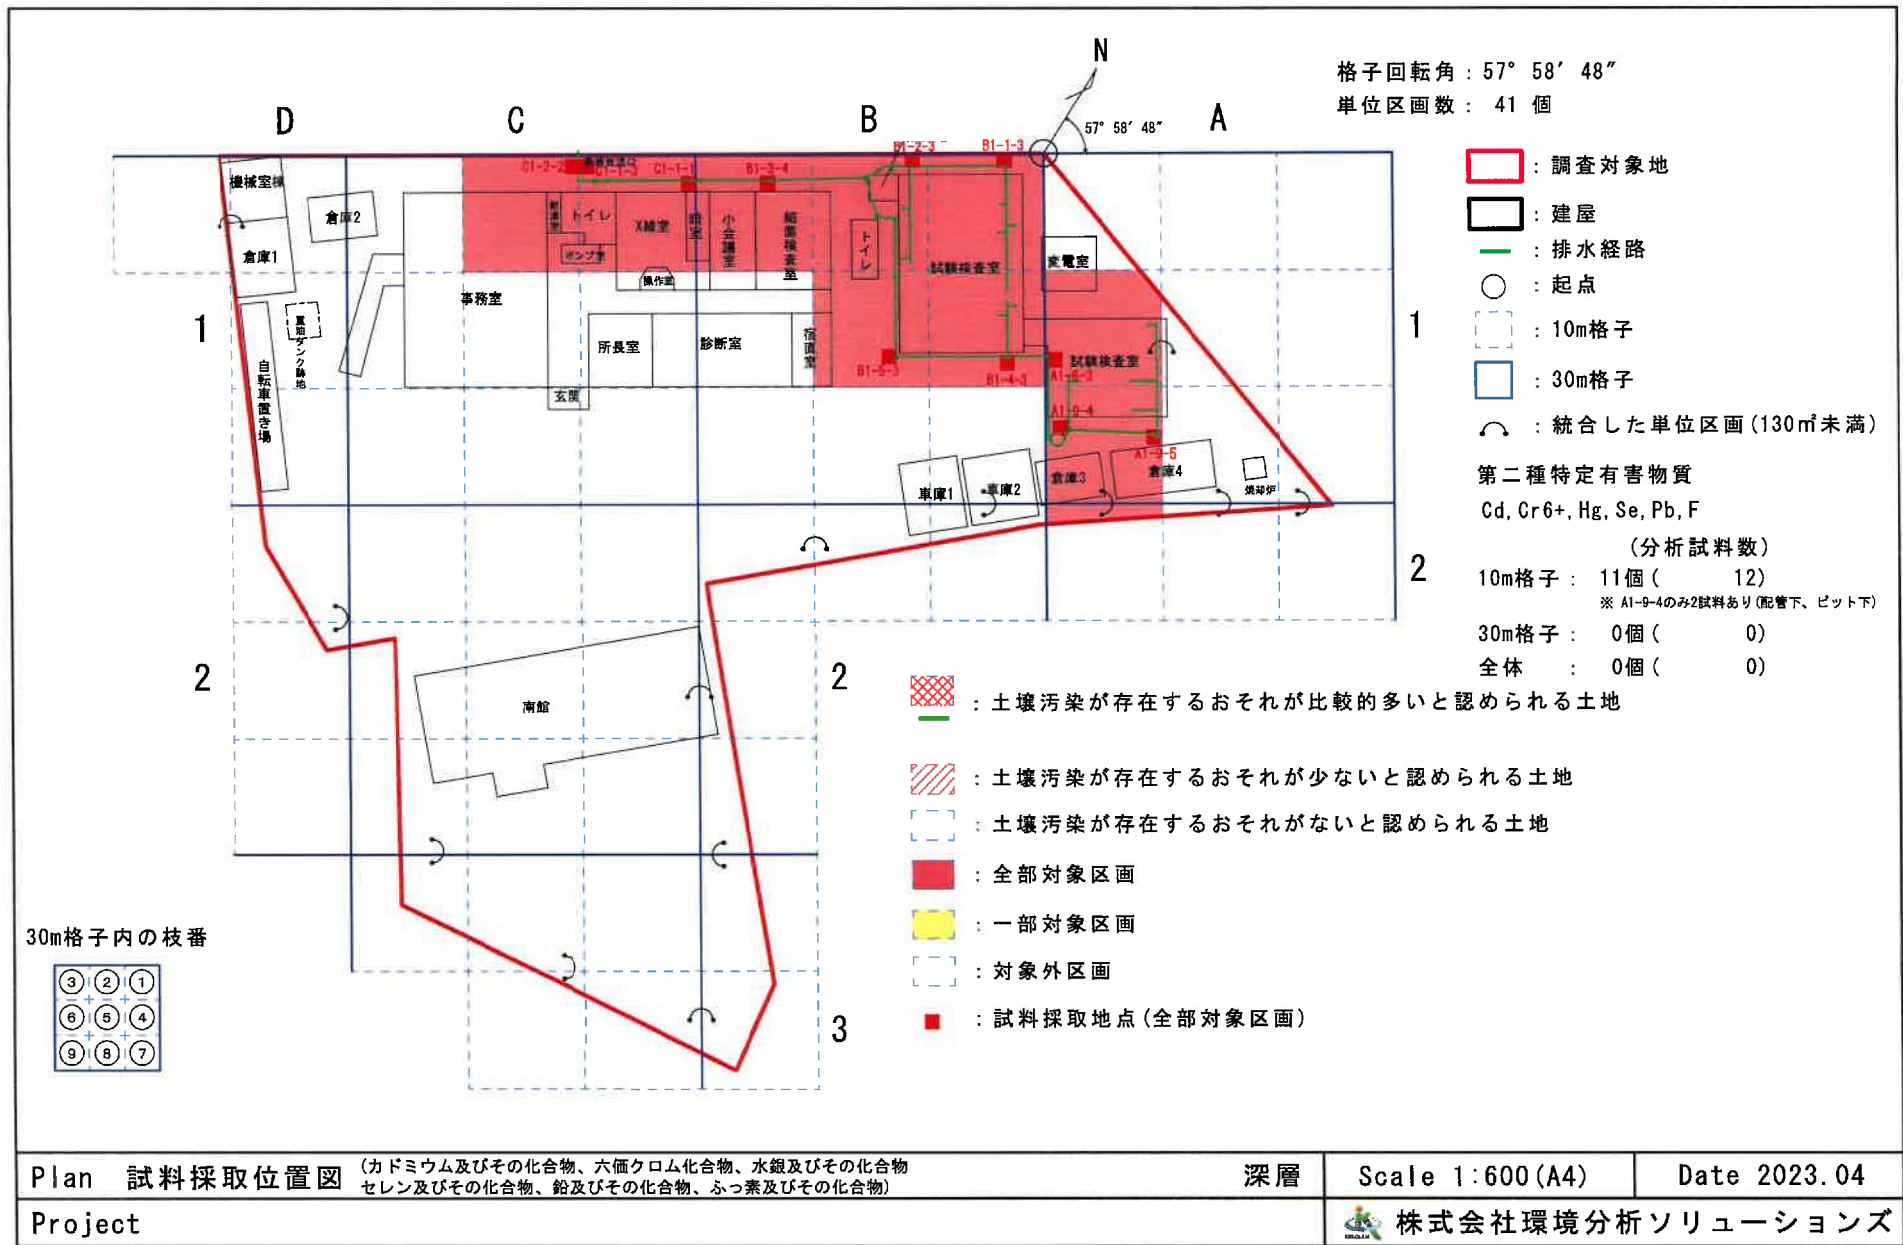 N
57° 58′ 48″
D
C
B
A
格子回転角 : 57° 58′ 48″
単位区画数 : 41 個
: 調査対象地
: 建屋
: 排水経路
: 起点
: 10m格子
: 30m格子
: 統合した単位区画(130㎡未満)
第二種特定有害物質
Cd, Cr6+, Hg, Se, Pb, F
(分析試料数)
10m格子 : 11個( 12)
※ A1-9-4のみ2試料あり(配管下、ピット下)
30m格子 : 0個( 0)
全体 : 0個( 0)
C1-2-2
C1-1-3
C1-1-1
B1-3-4
B1-2-3
B1-1-3
機械室棟
倉庫2
倉庫1
トイレ
ポンプ室
X線室
操作室
小会議室
細菌検査室
トイレ
試験検査室
変電室
事務室
所長室
診断室
宿直室
玄関
重油タンク跡地
自転車置き場
B1-5-3
B1-4-3
試験検査室
A1-6-3
A1-9-4
A1-9-5
車庫1
車庫2
倉庫3
倉庫4
焼却炉
1
1
2
2
2
3
南館
: 土壌汚染が存在するおそれが比較的多いと認められる土地
: 土壌汚染が存在するおそれが少ないと認められる土地
: 土壌汚染が存在するおそれがないと認められる土地
: 全部対象区画
: 一部対象区画
: 対象外区画
: 試料採取地点(全部対象区画)
30m格子内の枝番
③ ② ①
⑥ ⑤ ④
⑨ ⑧ ⑦
Plan 試料採取位置図
(カドミウム及びその化合物、六価クロム化合物、水銀及びその化合物
セレン及びその化合物、鉛及びその化合物、ふっ素及びその化合物)
深層
Scale 1:600(A4)
Date 2023.04
Project
株式会社環境分析ソリューションズ